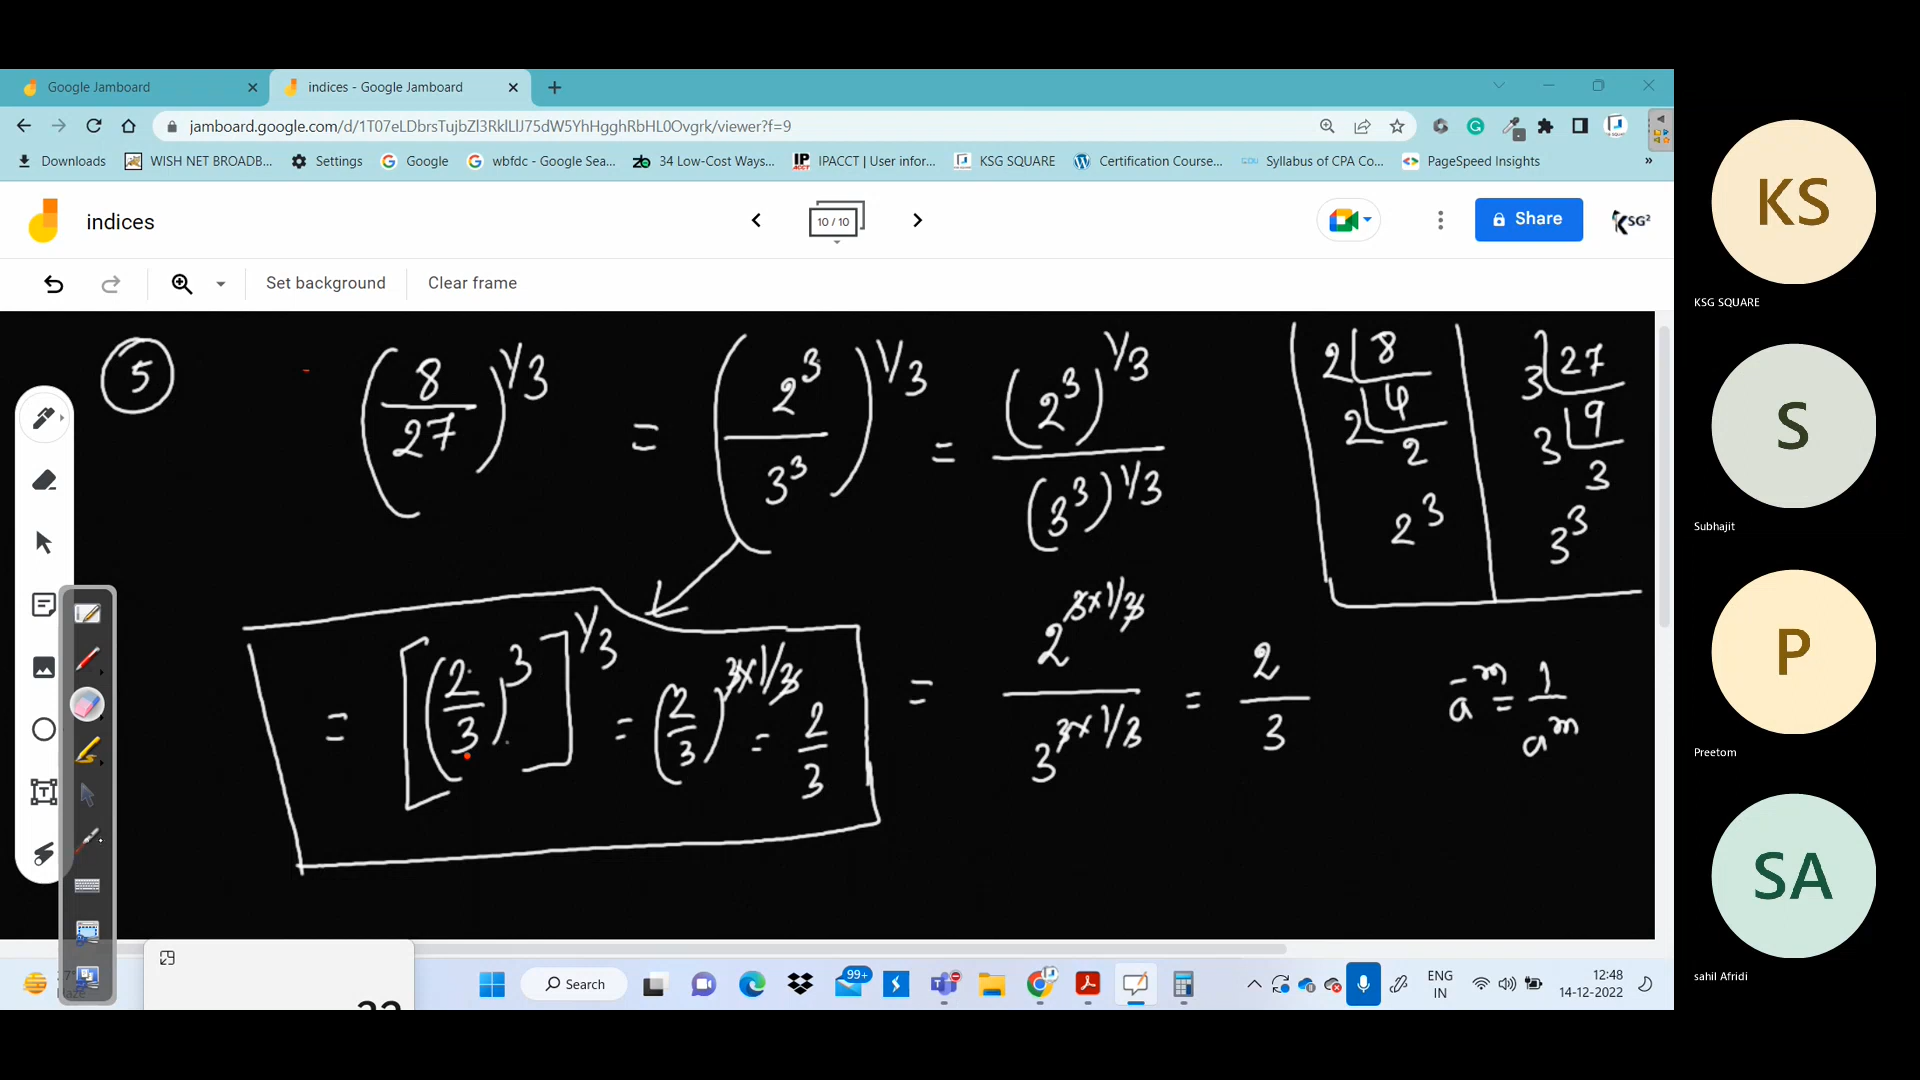 Google Jamboard
indices - Google Jamboard
jamboard.google.com/d/1T07eLDbrsTujbZl3RklLlJ75dW5YhHgghRbHL0Ovgrk/viewer?f=9
Downloads WISH NET BROADB... Settings Google wbfdc - Google Sea... 34 Low-Cost Ways... IPACCT | User infor... KSG SQUARE Certification Course... Syllabus of CPA Co... PageSpeed Insights »
indices 10 / 10 Share KSG²
Set background Clear frame
5
(8/27)^1/3 = (2^3/3^3)^1/3 = (2^3)^1/3/(3^3)^1/3
2 8
2 4
2
2^3
3 27
3 9
3
3^3
= [(2/3)^3]^1/3 = (2/3)^3×1/3 = 2/3
= 2^3×1/3/3^3×1/3 = 2/3
a^-m = 1/a^m
KS
KSG SQUARE
S
Subhajit
P
Preetom
SA
sahil Afridi
Haze
Search
99+
ENG
IN
12:48
14-12-2022